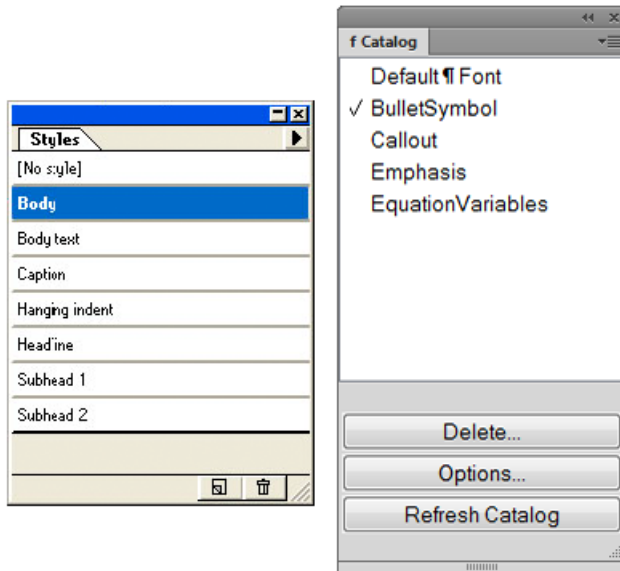 Styles
[No style]
Body
Body text
Caption
Hanging indent
Headline
Subhead 1
Subhead 2
f Catalog
Default¶Font
✓ BulletSymbol
Callout
Emphasis
EquationVariables
Delete...
Options...
Refresh Catalog